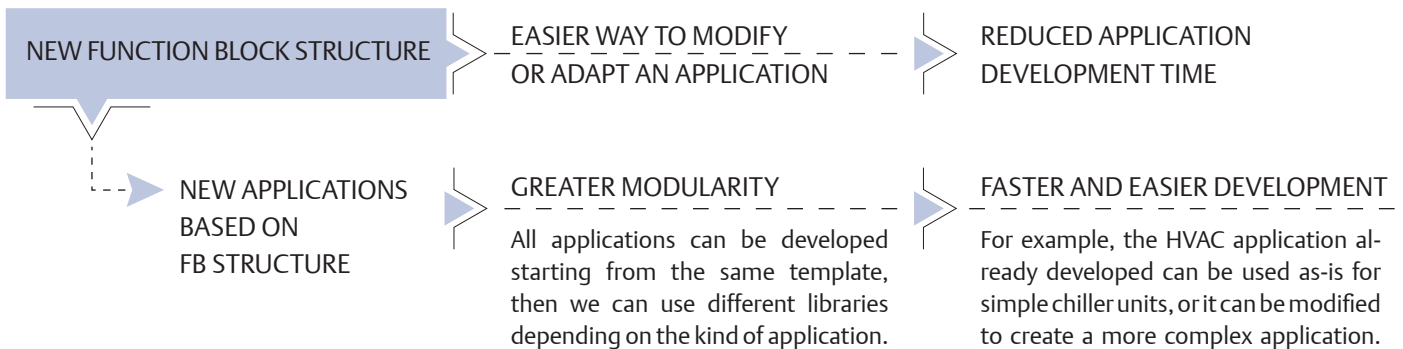 NEW FUNCTION BLOCK STRUCTURE
EASIER WAY TO MODIFY
OR ADAPT AN APPLICATION
REDUCED APPLICATION
DEVELOPMENT TIME
NEW APPLICATIONS
BASED ON
FB STRUCTURE
GREATER MODULARITY
All applications can be developed
starting from the same template,
then we can use different libraries
depending on the kind of application.
FASTER AND EASIER DEVELOPMENT
For example, the HVAC application al-
ready developed can be used as-is for
simple chiller units, or it can be modified
to create a more complex application.